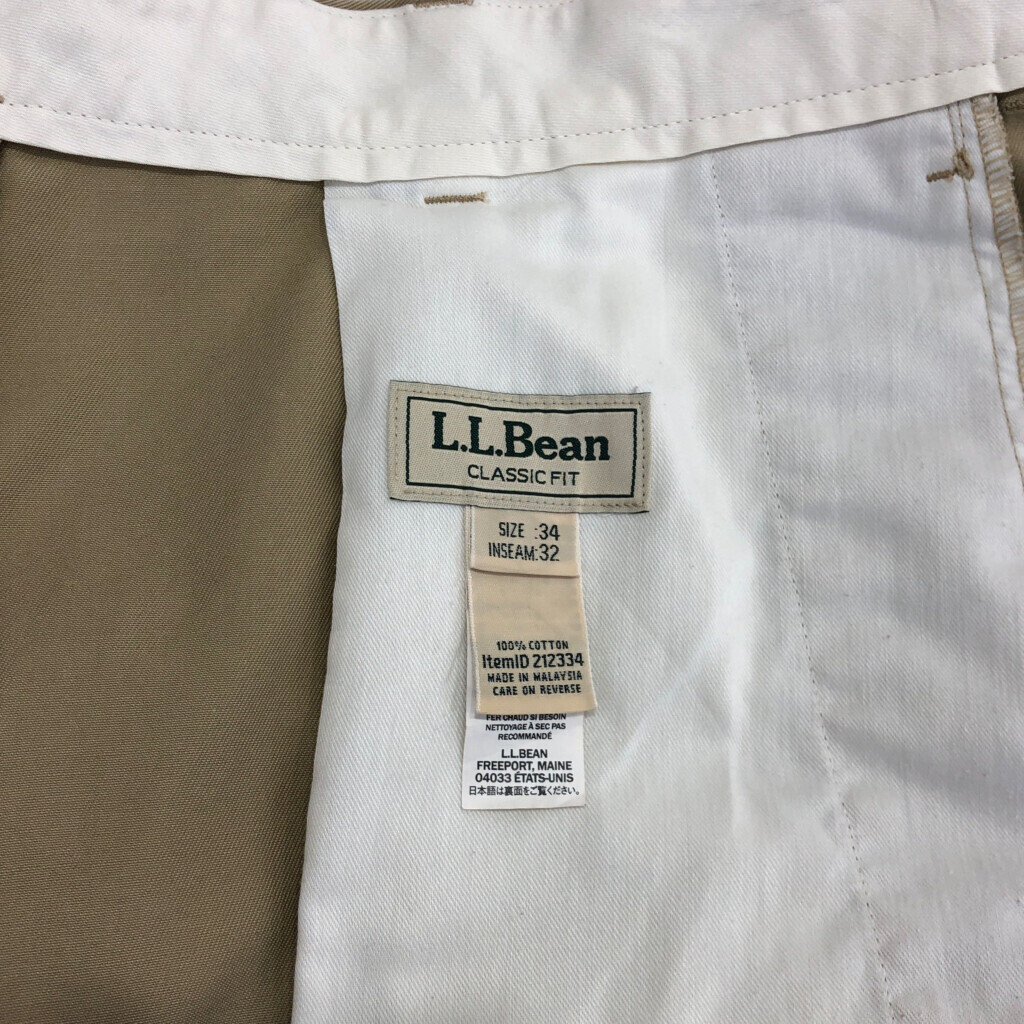 L.L.Bean
CLASSIC FIT
SIZE :34
INSEAM:32
100% COTTON
ItemID 212334
MADE IN MALAYSIA
CARE ON REVERSE
FER CHAUD SI BESOIN
NETTOYAGE À SEC PAS
RECOMMANDÉ
L.L.BEAN
FREEPORT, MAINE
04033 ÉTATS-UNIS
日本語は裏面をご覧ください。